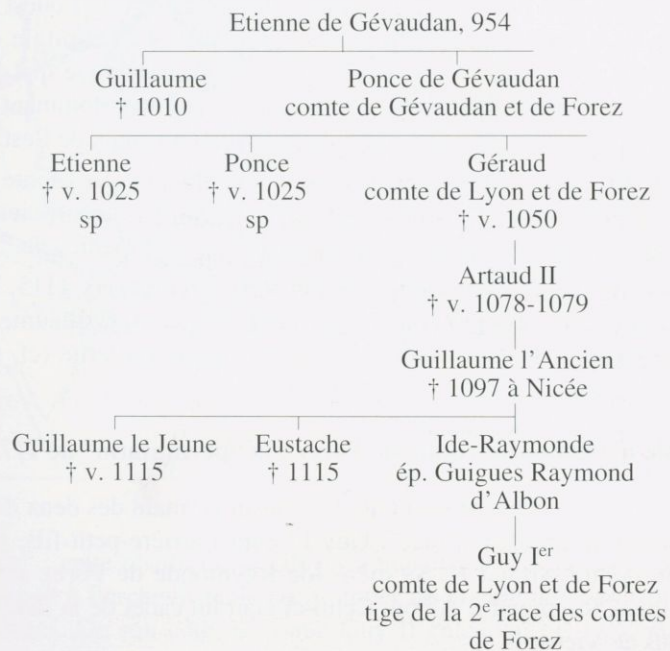 Etienne de Gévaudan, 954
Guillaume
† 1010
Ponce de Gévaudan
comte de Gévaudan et de Forez
Etienne
† v. 1025
sp
Ponce
† v. 1025
sp
Géraud
comte de Lyon et de Forez
† v. 1050
Artaud II
† v. 1078-1079
Guillaume l'Ancien
† 1097 à Nicée
Guillaume le Jeune
† v. 1115
Eustache
† 1115
Ide-Raymonde
ép. Guigues Raymond
d'Albon
Guy Ier
comte de Lyon et de Forez
tige de la 2e race des comtes
de Forez